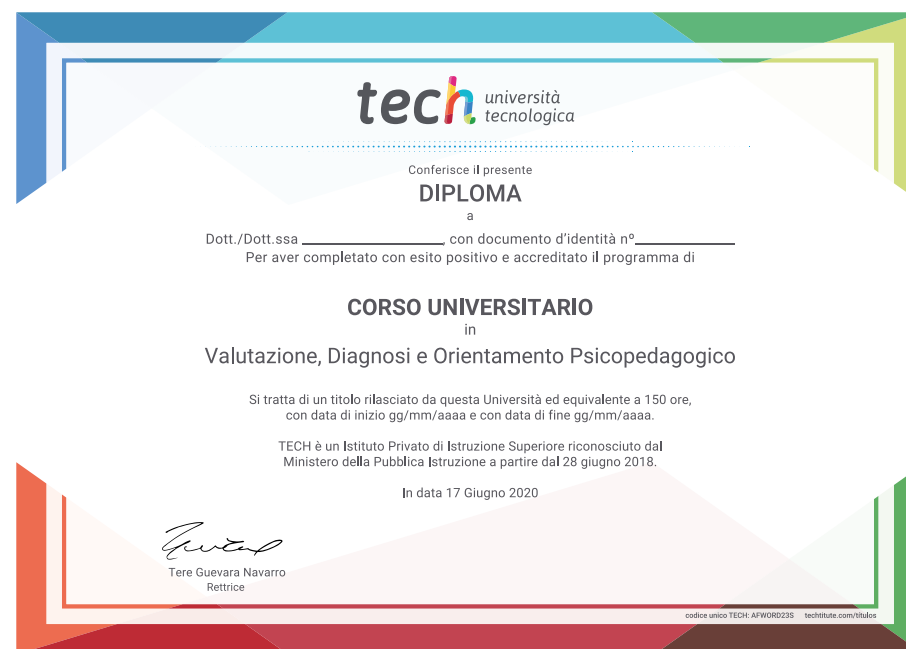 tech università
tecnologica
Conferisce il presente
DIPLOMA
a
Dott./Dott.ssa ____________________, con documento d'identità nº______________
Per aver completato con esito positivo e accreditato il programma di
CORSO UNIVERSITARIO
in
Valutazione, Diagnosi e Orientamento Psicopedagogico
Si tratta di un titolo rilasciato da questa Università ed equivalente a 150 ore,
con data di inizio gg/mm/aaaa e con data di fine gg/mm/aaaa.
TECH è un Istituto Privato di Istruzione Superiore riconosciuto dal
Ministero della Pubblica Istruzione a partire dal 28 giugno 2018.
In data 17 Giugno 2020
Tere Guevara Navarro
Rettrice
codice unico TECH: AFWORD23S techtitute.com/titulos